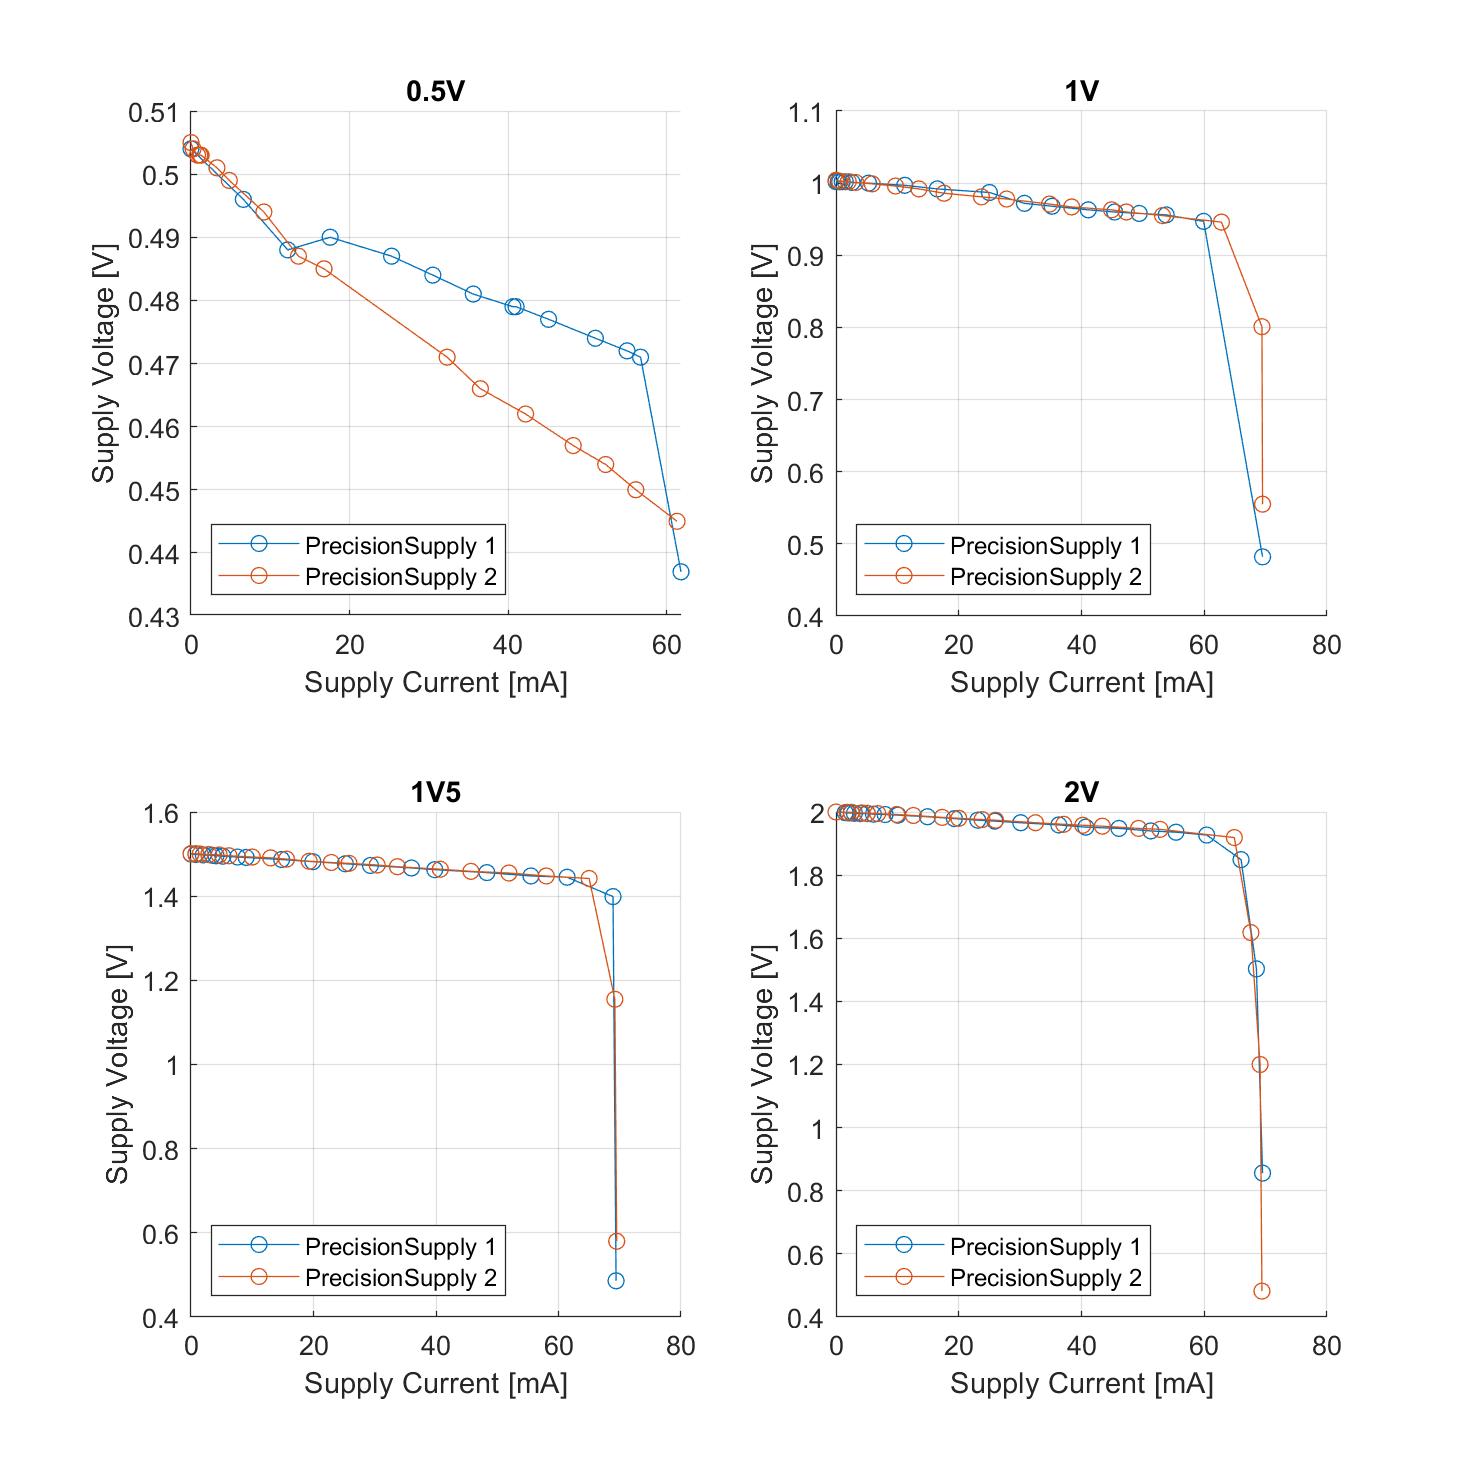 0.5V
0.51
0.5
0.49
0.48
0.47
0.46
0.45
0.44
0.43
Supply Voltage [V]
PrecisionSupply 1
PrecisionSupply 2
0 20 40 60
Supply Current [mA]
1V
1.1
1
0.9
0.8
0.7
0.6
0.5
0.4
Supply Voltage [V]
PrecisionSupply 1
PrecisionSupply 2
0 20 40 60 80
Supply Current [mA]
1V5
1.6
1.4
1.2
1
0.8
0.6
0.4
Supply Voltage [V]
PrecisionSupply 1
PrecisionSupply 2
0 20 40 60 80
Supply Current [mA]
2V
2
1.8
1.6
1.4
1.2
1
0.8
0.6
0.4
Supply Voltage [V]
PrecisionSupply 1
PrecisionSupply 2
0 20 40 60 80
Supply Current [mA]